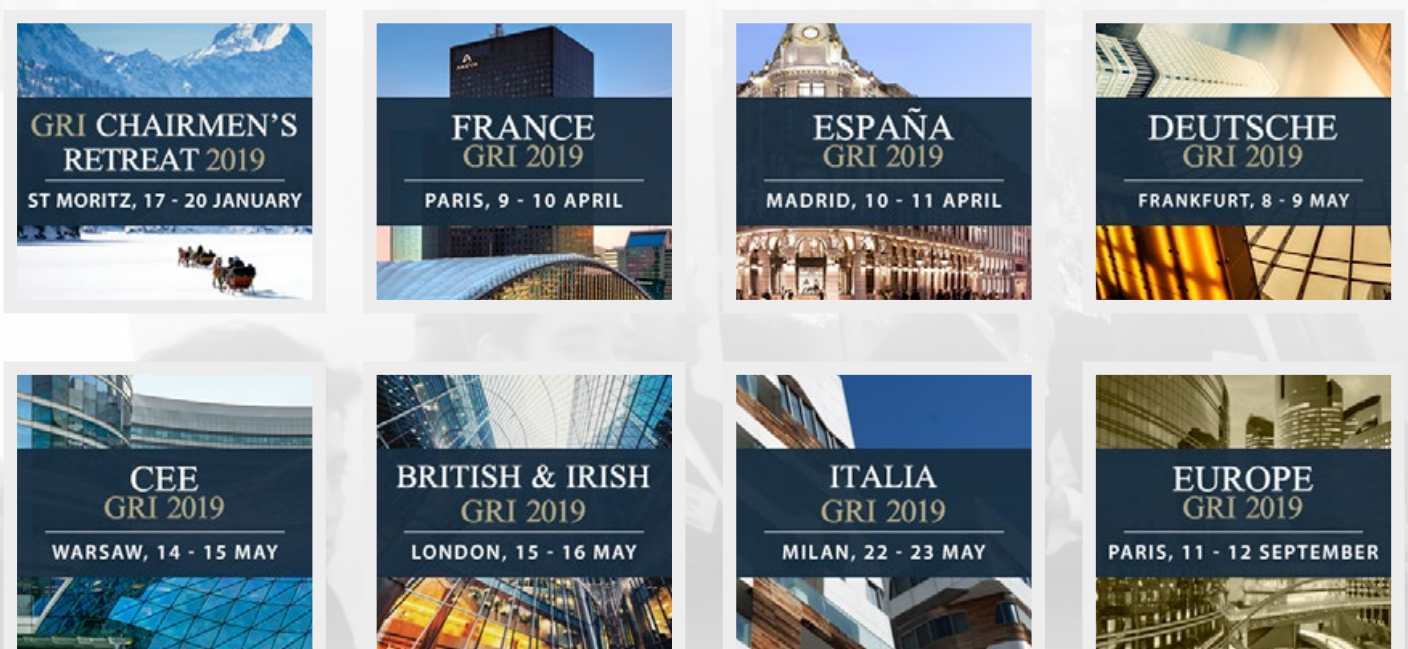 GRI CHAIRMEN'S
RETREAT 2019
ST MORITZ, 17 - 20 JANUARY
AREVA
FRANCE
GRI 2019
PARIS, 9 - 10 APRIL
ESPAÑA
GRI 2019
MADRID, 10 - 11 APRIL
DEUTSCHE
GRI 2019
FRANKFURT, 8 - 9 MAY
CEE
GRI 2019
WARSAW, 14 - 15 MAY
BRITISH & IRISH
GRI 2019
LONDON, 15 - 16 MAY
ITALIA
GRI 2019
MILAN, 22 - 23 MAY
EUROPE
GRI 2019
PARIS, 11 - 12 SEPTEMBER